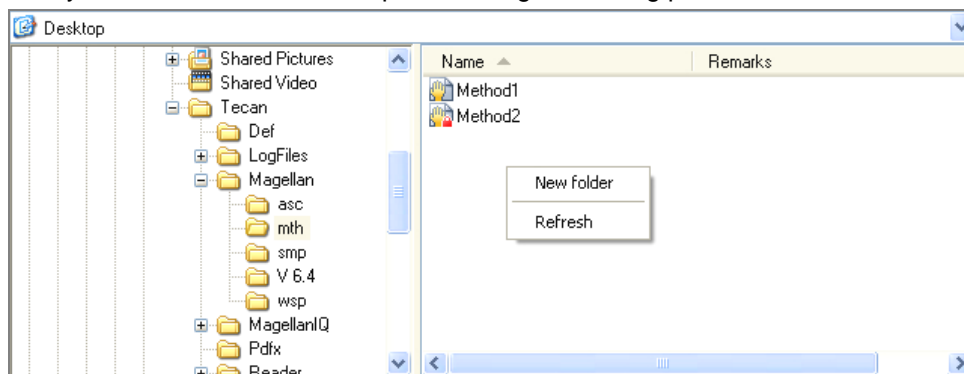 Desktop
Shared Pictures
Shared Video
Tecan
Def
LogFiles
Magellan
asc
mth
smp
V 6.4
wsp
MagellanIQ
Pdfx
Reader
Name
Remarks
Method1
Method2
New folder
Refresh